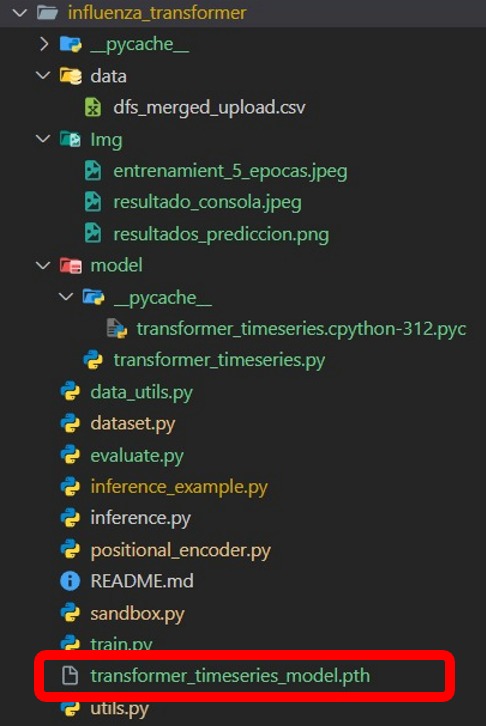 influenza_transformer
__pycache__
data
dfs_merged_upload.csv
Img
entrenamient_5_epocas.jpeg
resultado_consola.jpeg
resultados_prediccion.png
model
__pycache__
transformer_timeseries.cpython-312.pyc
transformer_timeseries.py
data_utils.py
dataset.py
evaluate.py
inference_example.py
inference.py
positional_encoder.py
README.md
sandbox.py
train.py
transformer_timeseries_model.pth
utils.py